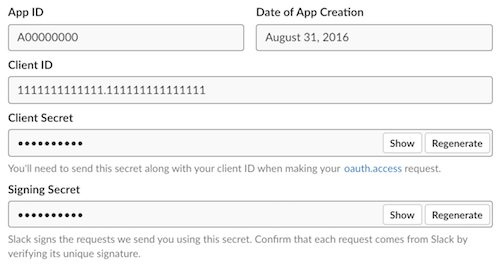 App ID
Date of App Creation
A00000000
August 31, 2016
Client ID
1111111111111.111111111111111
Client Secret
●●●●●●●●●●
Show
Regenerate
You'll need to send this secret along with your client ID when making your oauth.access request.
Signing Secret
●●●●●●●●●●
Show
Regenerate
Slack signs the requests we send you using this secret. Confirm that each request comes from Slack by
verifying its unique signature.